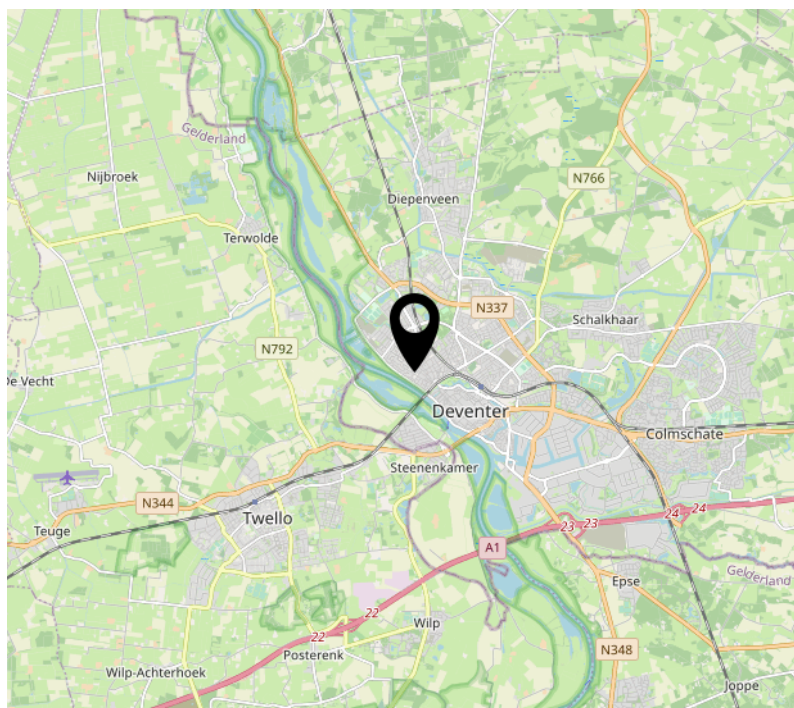 Gelderland
Nijbroek
N766
Diepenveen
Terwolde
N337
Schalkhaar
N792
De Vecht
Deventer
Colmschate
Steenenkamer
N344
Twello
24
24
23
23
Teuge
A1
Gelderland
Epse
22
22
Wilp
Posterenk
N348
Wilp-Achterhoek
Joppe